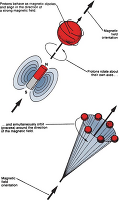 Protons behave as magnetic dipoles,
and align in the direction of
a strong magnetic field.
Magnetic
field
orientation
N
S
Protons rotate about
their own axes...
...and simultaneously orbit
(precess) around the direction
of the magnetic field.
Magnetic
field
orientation